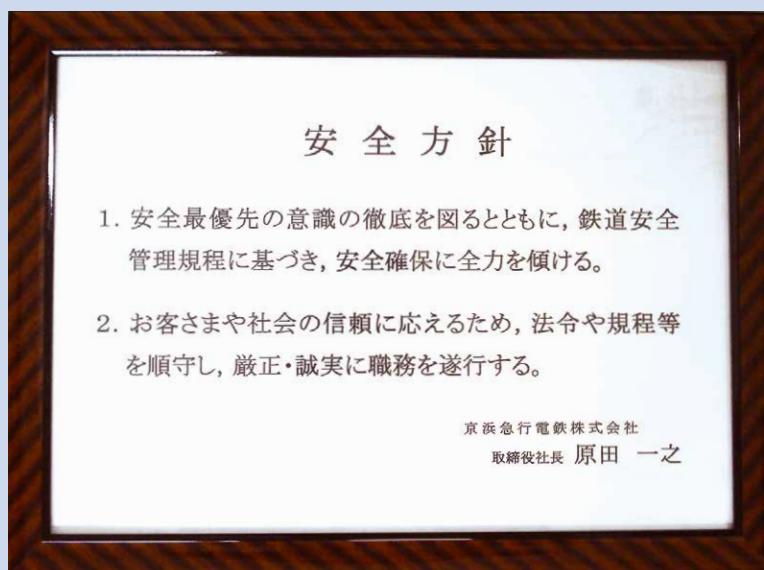 安全方針
1. 安全最優先の意識の徹底を図るとともに, 鉄道安全
管理規程に基づき, 安全確保に全力を傾ける。
2. お客さまや社会の信頼に応えるため, 法令や規程等
を順守し, 厳正・誠実に職務を遂行する。
京浜急行電鉄株式会社
取締役社長 原田 一之